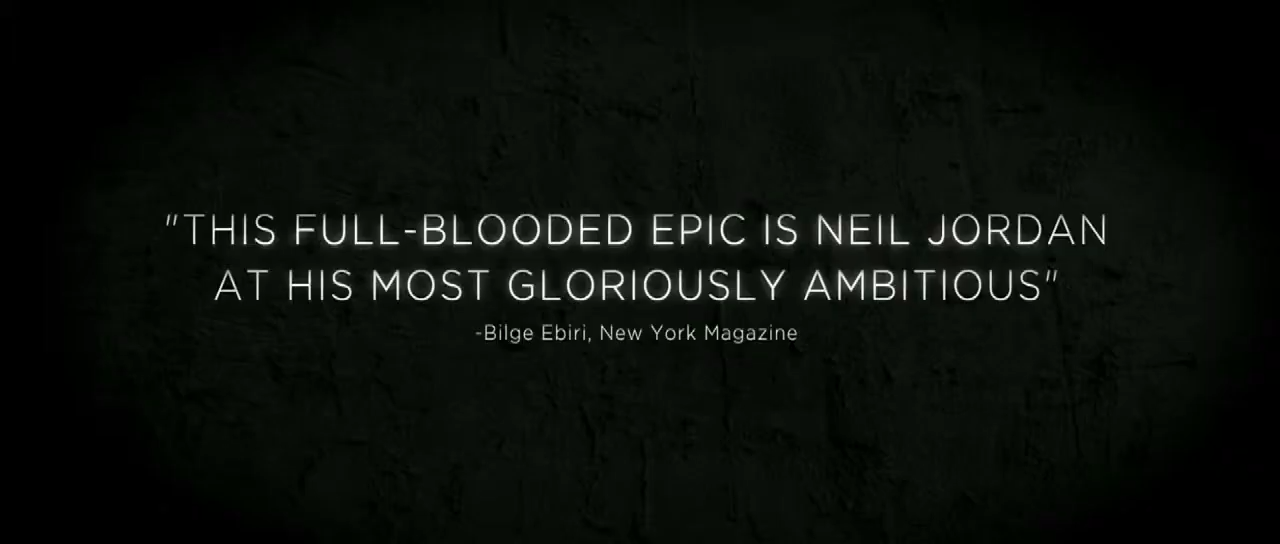 "THIS FULL-BLOODED EPIC IS NEIL JORDAN
AT HIS MOST GLORIOUSLY AMBITIOUS"
-Bilge Ebiri, New York Magazine